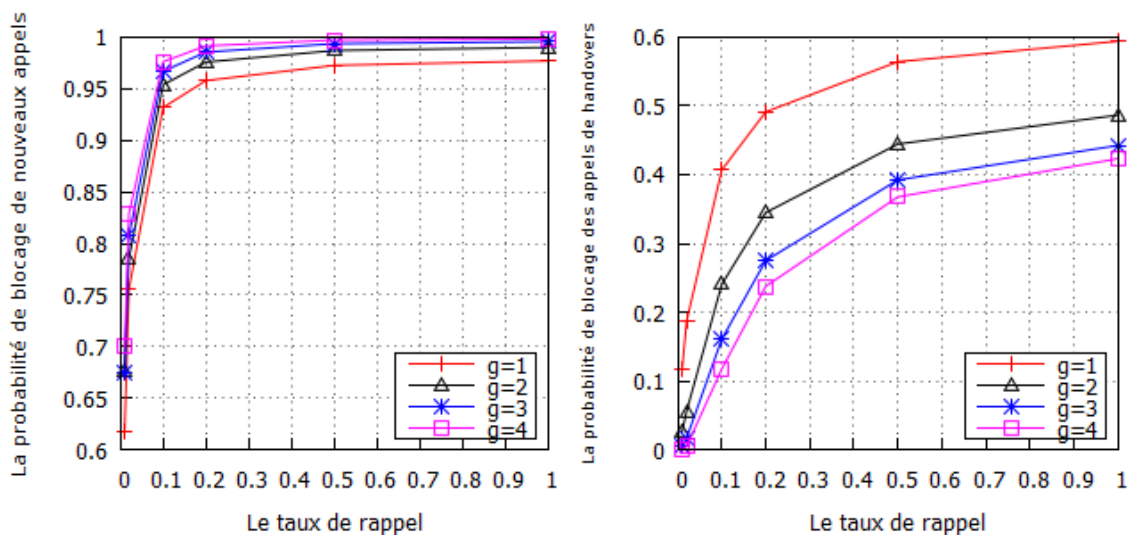 La probabilité de blocage de nouveaux appels
1
0.95
0.9
0.85
0.8
0.75
0.7
0.65
0.6
0 0.1 0.2 0.3 0.4 0.5 0.6 0.7 0.8 0.9 1
Le taux de rappel
g=1
g=2
g=3
g=4
La probabilité de blocage des appels de handovers
0.6
0.5
0.4
0.3
0.2
0.1
0
0 0.1 0.2 0.3 0.4 0.5 0.6 0.7 0.8 0.9 1
Le taux de rappel
g=1
g=2
g=3
g=4